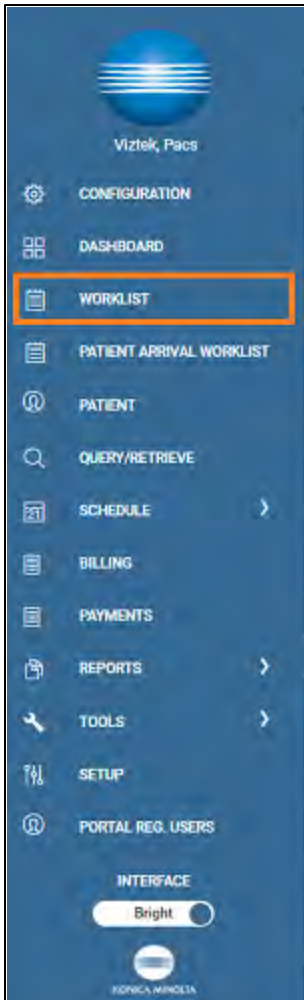 Viztek, Pacs
CONFIGURATION
DASHBOARD
WORKLIST
PATIENT ARRIVAL WORKLIST
PATIENT
QUERY/RETRIEVE
21
SCHEDULE
BILLING
PAYMENTS
REPORTS
TOOLS
SETUP
PORTAL REG. USERS
INTERFACE
Bright
KONICA MINOLTA